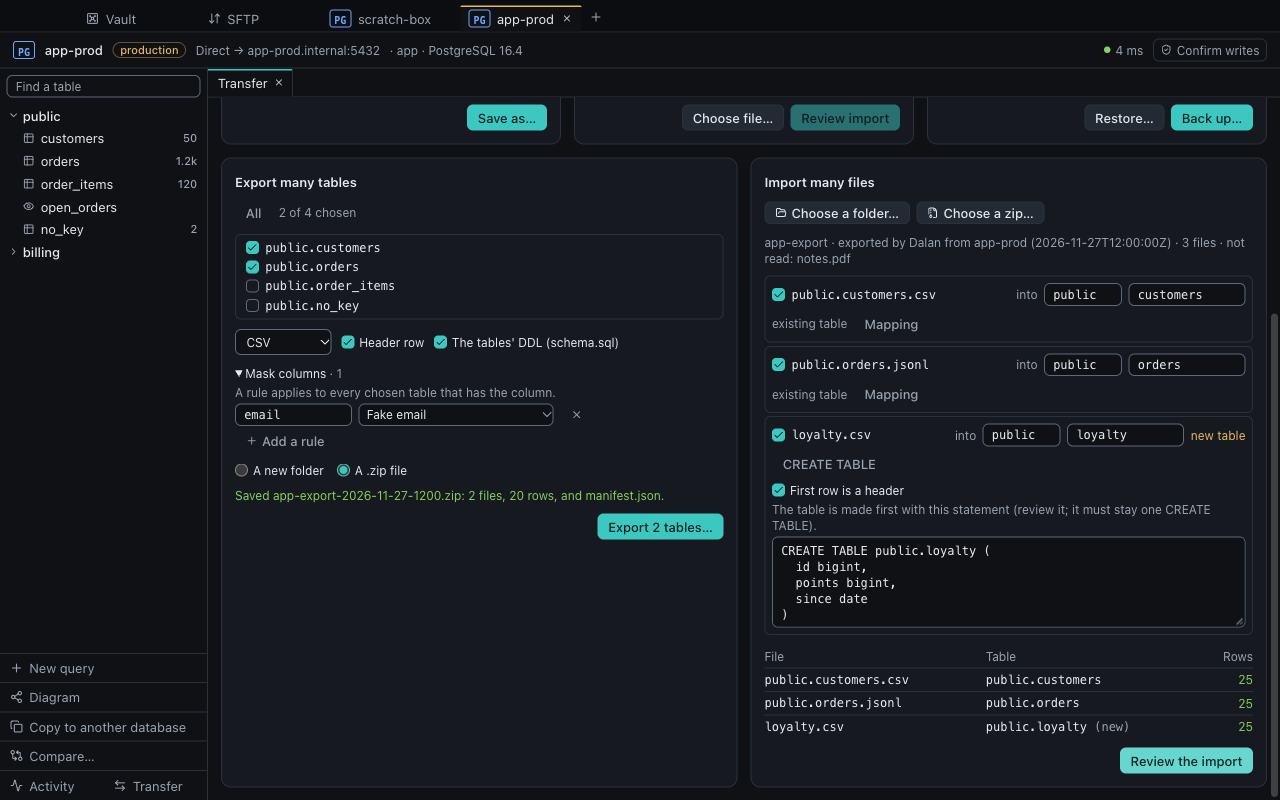 Vault
SFTP
PG scratch-box
PG app-prod
PG app-prod production Direct → app-prod.internal:5432 · app · PostgreSQL 16.4
4 ms Confirm writes
Find a table
Transfer
public
customers 50
orders 1.2k
order_items 120
open_orders
no_key 2
billing
New query
Diagram
Copy to another database
Compare...
Activity
Transfer
Save as...
Choose file... Review import
Restore... Back up...
Export many tables
All 2 of 4 chosen
public.customers
public.orders
public.order_items
public.no_key
CSV Header row The tables' DDL (schema.sql)
Mask columns · 1
A rule applies to every chosen table that has the column.
email Fake email
+ Add a rule
A new folder A .zip file
Saved app-export-2026-11-27-1200.zip: 2 files, 20 rows, and manifest.json.
Export 2 tables...
Import many files
Choose a folder... Choose a zip...
app-export · exported by Dalan from app-prod (2026-11-27T12:00:00Z) · 3 files · not
read: notes.pdf
public.customers.csv into public customers
existing table Mapping
public.orders.jsonl into public orders
existing table Mapping
loyalty.csv into public loyalty new table
CREATE TABLE
First row is a header
The table is made first with this statement (review it; it must stay one CREATE
TABLE).
CREATE TABLE public.loyalty (
id bigint,
points bigint,
since date
)
File Table Rows
public.customers.csv public.customers 25
public.orders.jsonl public.orders 25
loyalty.csv public.loyalty (new) 25
Review the import